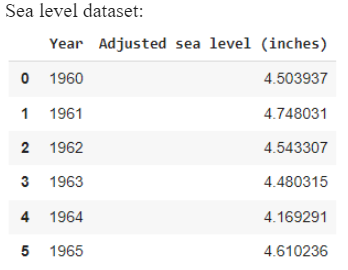 Sea level dataset:
Year Adjusted sea level (inches)
0 1960 4.503937
1 1961 4.748031
2 1962 4.543307
3 1963 4.480315
4 1964 4.169291
5 1965 4.610236